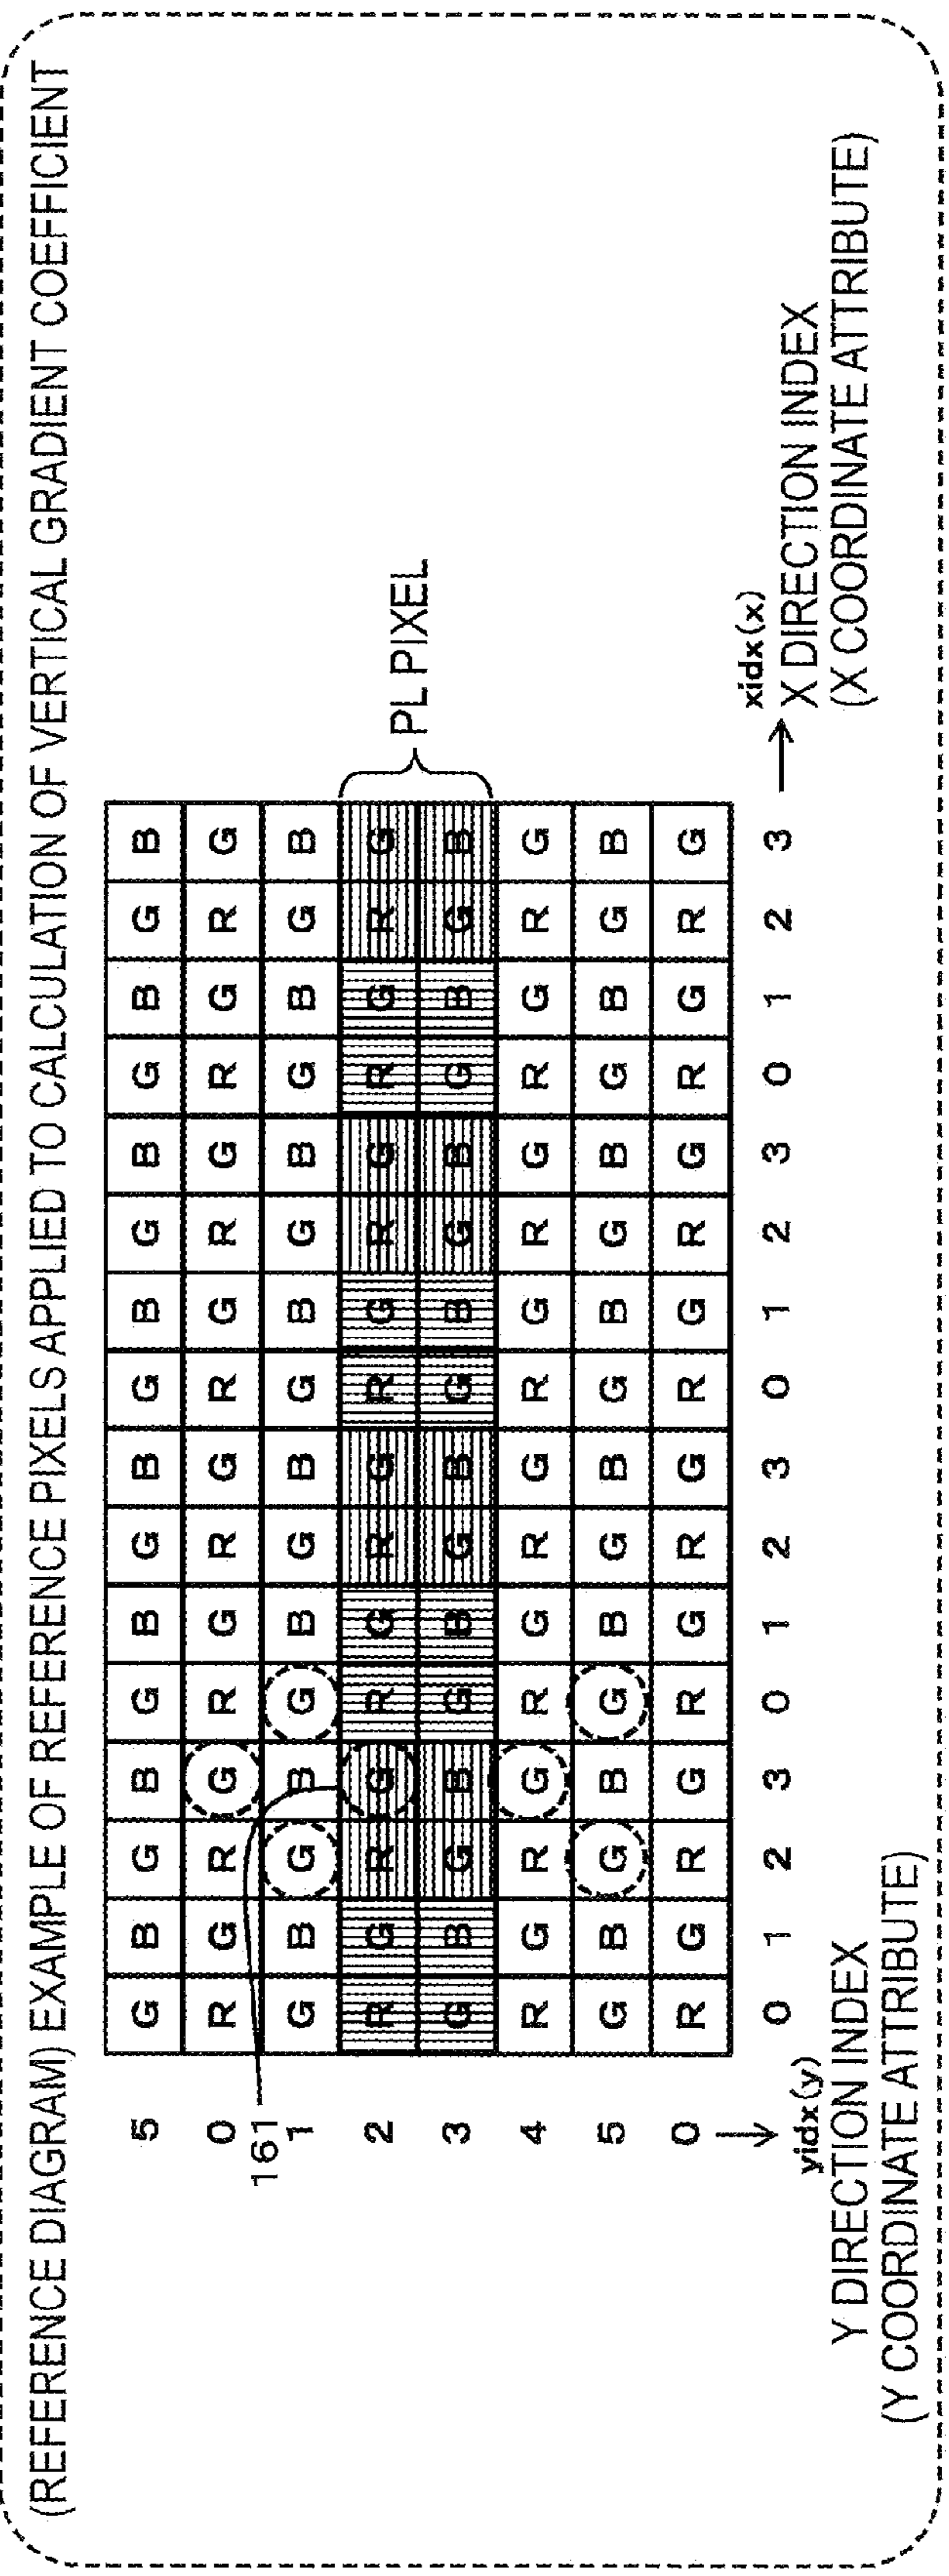 (REFERENCE DIAGRAM) EXAMPLE OF REFERENCE PIXELS APPLIED TO CALCULATION OF VERTICAL GRADIENT COEFFICIENT
5 G B G B G B G B G B G B G B G B
0 R G R G R G R G R G R G R G R G
161
1 G B G B G B G B G B G B G B G B
2 R G R G R G R G R G R G R G R G
PL PIXEL
3 G B G B G B G B G B G B G B G B
4 R G R G R G R G R G R G R G R G
5 G B G B G B G B G B G B G B G B
0 R G R G R G R G R G R G R G R G
0 1 2 3 0 1 2 3 0 1 2 3 0 1 2 3
xidx(x)
X DIRECTION INDEX
(X COORDINATE ATTRIBUTE)
yidx(y)
Y DIRECTION INDEX
(Y COORDINATE ATTRIBUTE)